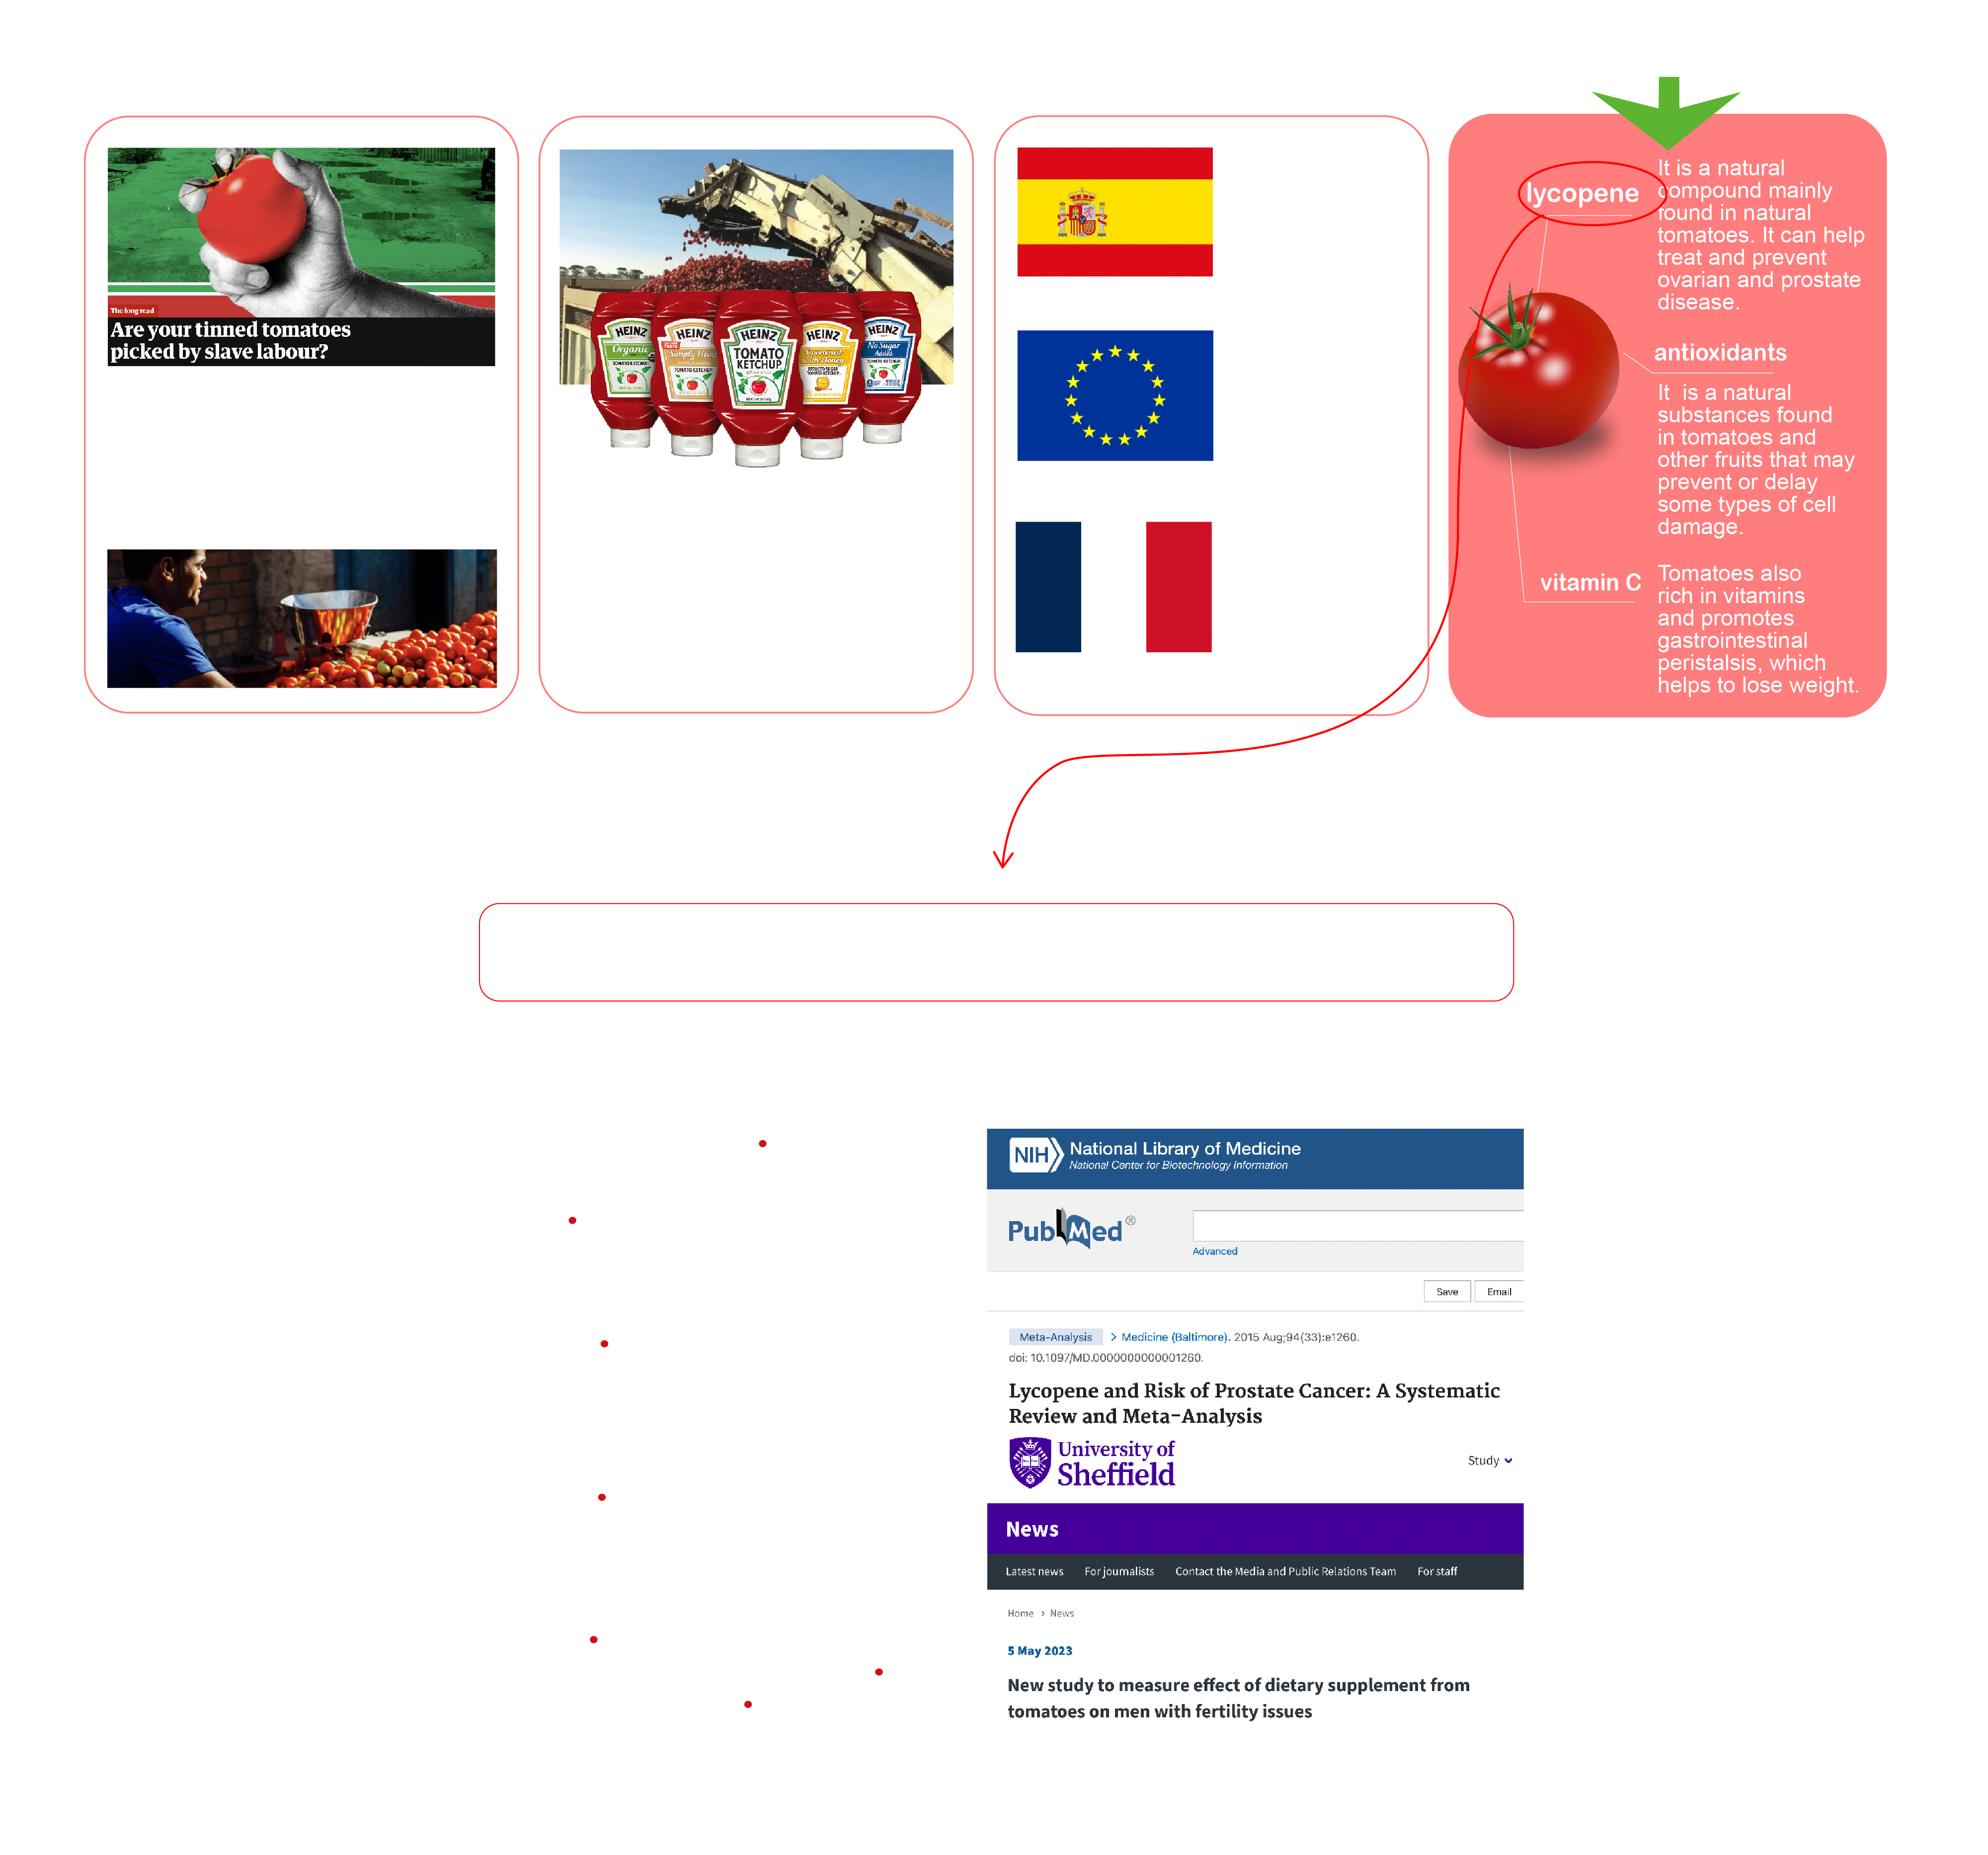 The long read
Are your tinned tomatoes
picked by slave labour?
HEINZ
Organic
TOMATO KETCHUP
HEINZ
Simply Heinz
TOMATO KETCHUP
HEINZ
TOMATO
KETCHUP
HEINZ
Sweetened
with Honey
REDUCED SUGAR
TOMATO KETCHUP
HEINZ
No Sugar
Added
TOMATO KETCHUP
lycopene
It is a natural
compound mainly
found in natural
tomatoes. It can help
treat and prevent
ovarian and prostate
disease.
antioxidants
It  is a natural
substances found
in tomatoes and
other fruits that may
prevent or delay
some types of cell
damage.
vitamin C
Tomatoes also
rich in vitamins
and promotes
gastrointestinal
peristalsis, which
helps to lose weight.
NIH National Library of Medicine
National Center for Biotechnology Information
PubMed®
Advanced
Save Email
Meta-Analysis > Medicine (Baltimore). 2015 Aug;94(33):e1260.
doi: 10.1097/MD.0000000000001260.
Lycopene and Risk of Prostate Cancer: A Systematic
Review and Meta-Analysis
University of
Sheffield
Study
News
Latest news For journalists Contact the Media and Public Relations Team For staff
Home › News
5 May 2023
New study to measure effect of dietary supplement from
tomatoes on men with fertility issues